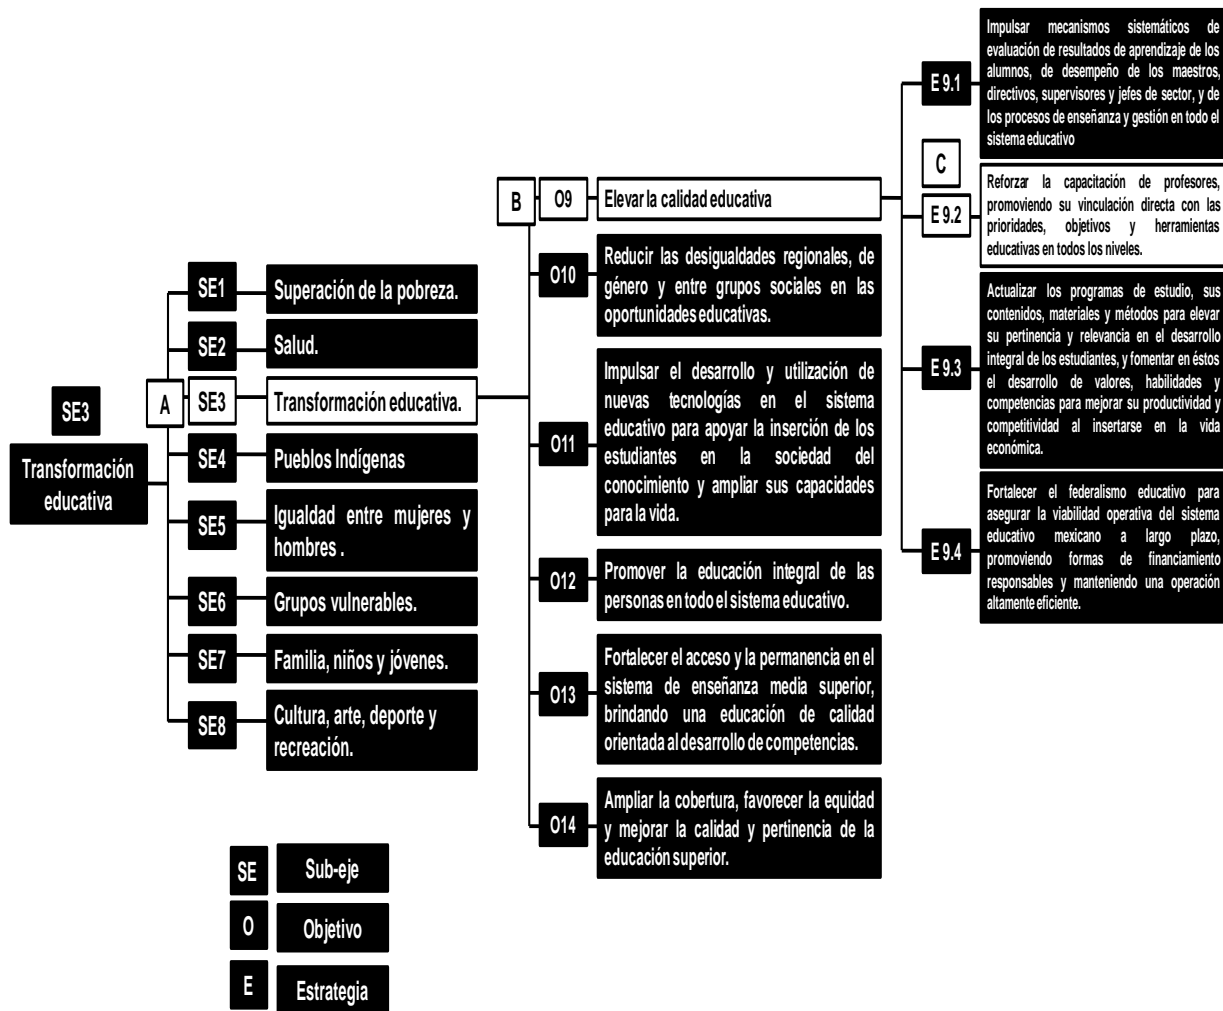 SE3
Transformación
educativa
A
SE1
Superación de la pobreza.
SE2
Salud.
SE3
Transformación educativa.
SE4
Pueblos Indígenas
SE5
Igualdad entre mujeres y
hombres .
SE6
Grupos vulnerables.
SE7
Familia, niños y jóvenes.
SE8
Cultura, arte, deporte y
recreación.
B
O9
Elevar la calidad educativa
O10
Reducir las desigualdades regionales, de
género y entre grupos sociales en las
oportunidades educativas.
O11
Impulsar el desarrollo y utilización de
nuevas tecnologías en el sistema
educativo para apoyar la inserción de los
estudiantes en la sociedad del
conocimiento y ampliar sus capacidades
para la vida.
O12
Promover la educación integral de las
personas en todo el sistema educativo.
O13
Fortalecer el acceso y la permanencia en el
sistema de enseñanza media superior,
brindando una educación de calidad
orientada al desarrollo de competencias.
O14
Ampliar la cobertura, favorecer la equidad
y mejorar la calidad y pertinencia de la
educación superior.
E 9.1
Impulsar mecanismos sistemáticos de
evaluación de resultados de aprendizaje de los
alumnos, de desempeño de los maestros,
directivos, supervisores y jefes de sector, y de
los procesos de enseñanza y gestión en todo el
sistema educativo
C
E 9.2
Reforzar la capacitación de profesores,
promoviendo su vinculación directa con las
prioridades, objetivos y herramientas
educativas en todos los niveles.
E 9.3
Actualizar los programas de estudio, sus
contenidos, materiales y métodos para elevar
su pertinencia y relevancia en el desarrollo
integral de los estudiantes, y fomentar en éstos
el desarrollo de valores, habilidades y
competencias para mejorar su productividad y
competitividad al insertarse en la vida
económica.
E 9.4
Fortalecer el federalismo educativo para
asegurar la viabilidad operativa del sistema
educativo mexicano a largo plazo,
promoviendo formas de financiamiento
responsables y manteniendo una operación
altamente eficiente.
SE
Sub-eje
O
Objetivo
E
Estrategia